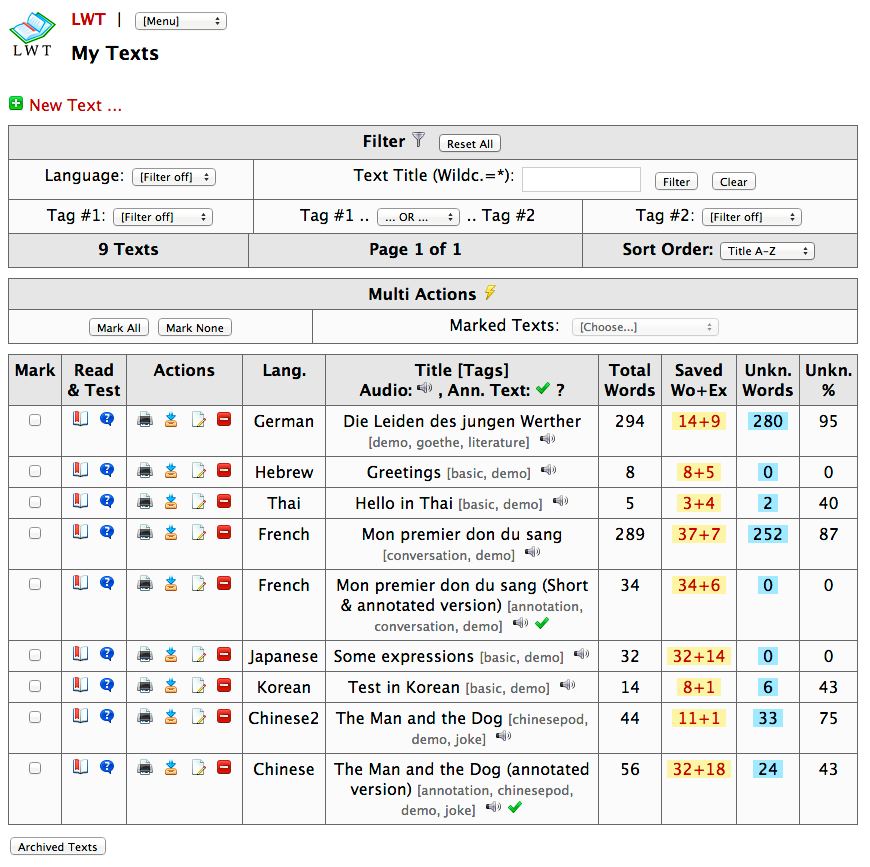 LWT | [Menu]
LWT
My Texts
New Text ...
Filter Reset All
Language: [Filter off] Text Title (Wildc.=*): Filter Clear
Tag #1: [Filter off] Tag #1 .. ... OR ... .. Tag #2 Tag #2: [Filter off]
9 Texts Page 1 of 1 Sort Order: Title A-Z
Multi Actions
Mark All Mark None Marked Texts: [Choose...]
Mark Read Actions Lang. Title [Tags] Total Saved Unkn. Unkn.
& Test Audio: , Ann. Text: ? Words Wo+Ex Words %
German Die Leiden des jungen Werther 294 14+9 280 95
[demo, goethe, literature]
Hebrew Greetings [basic, demo] 8 8+5 0 0
Thai Hello in Thai [basic, demo] 5 3+4 2 40
French Mon premier don du sang 289 37+7 252 87
[conversation, demo]
French Mon premier don du sang (Short 34 34+6 0 0
& annotated version) [annotation,
conversation, demo]
Japanese Some expressions [basic, demo] 32 32+14 0 0
Korean Test in Korean [basic, demo] 14 8+1 6 43
Chinese2 The Man and the Dog [chinesepod, 44 11+1 33 75
demo, joke]
Chinese The Man and the Dog (annotated 56 32+18 24 43
version) [annotation, chinesepod,
demo, joke]
Archived Texts